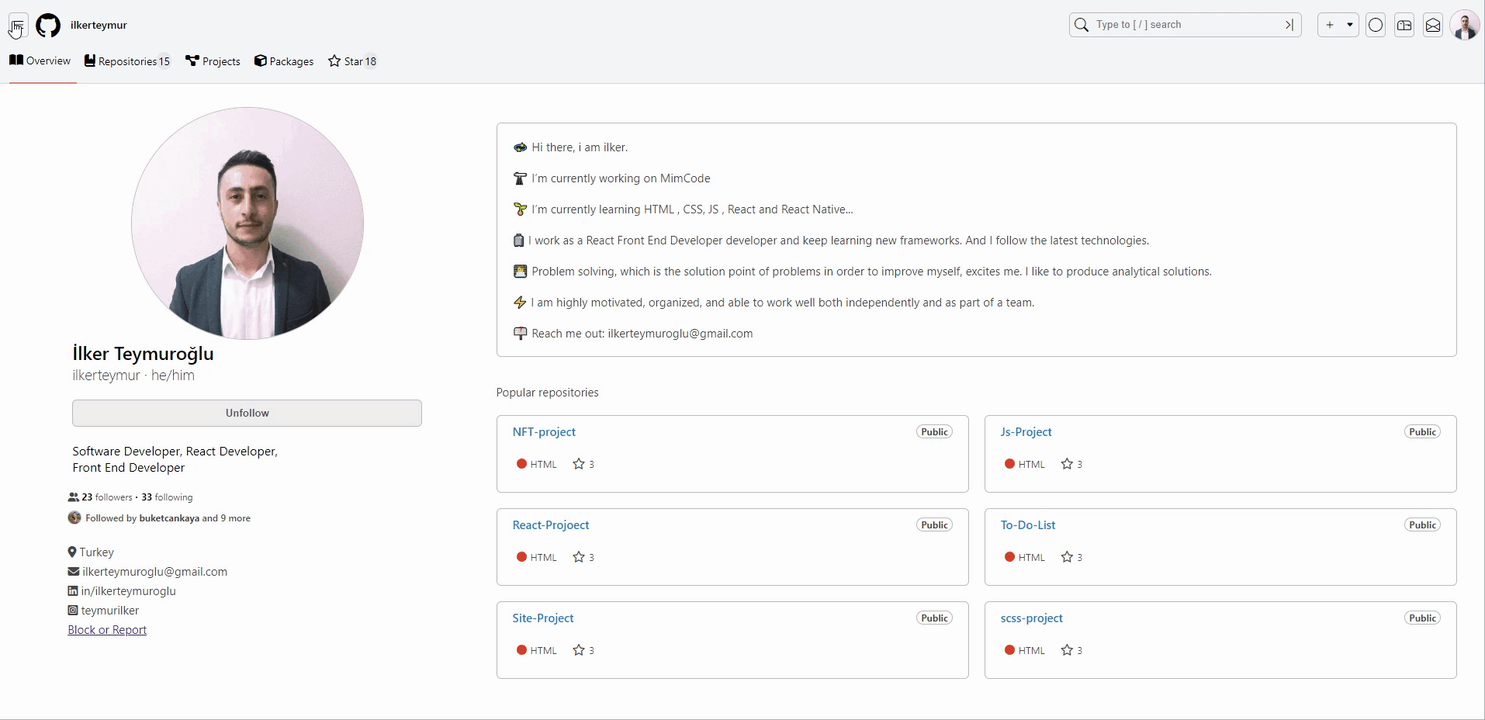 ilkerteymur
Type to [ / ] search
Overview
Repositories 15
Projects
Packages
Star 18
Hi there, i am ilker.
I'm currently working on MimCode
I'm currently learning HTML , CSS, JS , React and React Native...
I work as a React Front End Developer developer and keep learning new frameworks. And I follow the latest technologies.
Problem solving, which is the solution point of problems in order to improve myself, excites me. I like to produce analytical solutions.
I am highly motivated, organized, and able to work well both independently and as part of a team.
Reach me out: ilkerteymuroglu@gmail.com
İlker Teymuroğlu
ilkerteymur · he/him
Unfollow
Software Developer, React Developer,
Front End Developer
23 followers · 33 following
Followed by buketcankaya and 9 more
Turkey
ilkerteymuroglu@gmail.com
in/ilkerteymuroglu
teymurilker
Block or Report
Popular repositories
NFT-project Public
HTML 3
Js-Project Public
HTML 3
React-Projoect Public
HTML 3
To-Do-List Public
HTML 3
Site-Project Public
HTML 3
scss-project Public
HTML 3